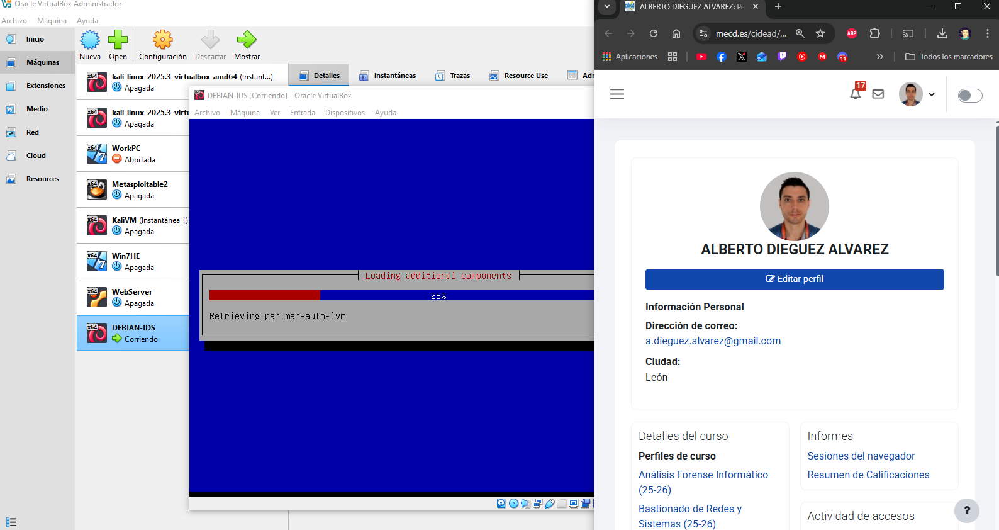 Oracle VirtualBox Administrador
Archivo Máquina Ayuda
Inicio
Máquinas
Extensiones
Medio
Red
Cloud
Resources
Nueva
Open
Configuración
Descartar
Mostrar
kali-linux-2025.3-virtualbox-amd64 (Instant...)
Apagada
kali-linux-2025.3-virtu
Apagada
WorkPC
Abortada
Metasploitable2
Apagada
KaliVM (Instantánea 1)
Apagada
Win7HE
Apagada
WebServer
Apagada
DEBIAN-IDS
Corriendo
Detalles
Instantáneas
Trazas
Resource Use
Adr
DEBIAN-IDS [Corriendo] - Oracle VirtualBox
Archivo Máquina Ver Entrada Dispositivos Ayuda
Loading additional components
25%
Retrieving partman-auto-lvm
ALBERTO DIEGUEZ ALVAREZ: Pe
mecd.es/cidead/...
ABP
Aplicaciones
11
Todos los marcadores
17
ALBERTO DIEGUEZ ALVAREZ
Editar perfil
Información Personal
Dirección de correo:
a.dieguez.alvarez@gmail.com
Ciudad:
León
Detalles del curso
Perfiles de curso
Análisis Forense Informático
(25-26)
Bastionado de Redes y
Sistemas (25-26)
Informes
Sesiones del navegador
Resumen de Calificaciones
Actividad de accesos
?